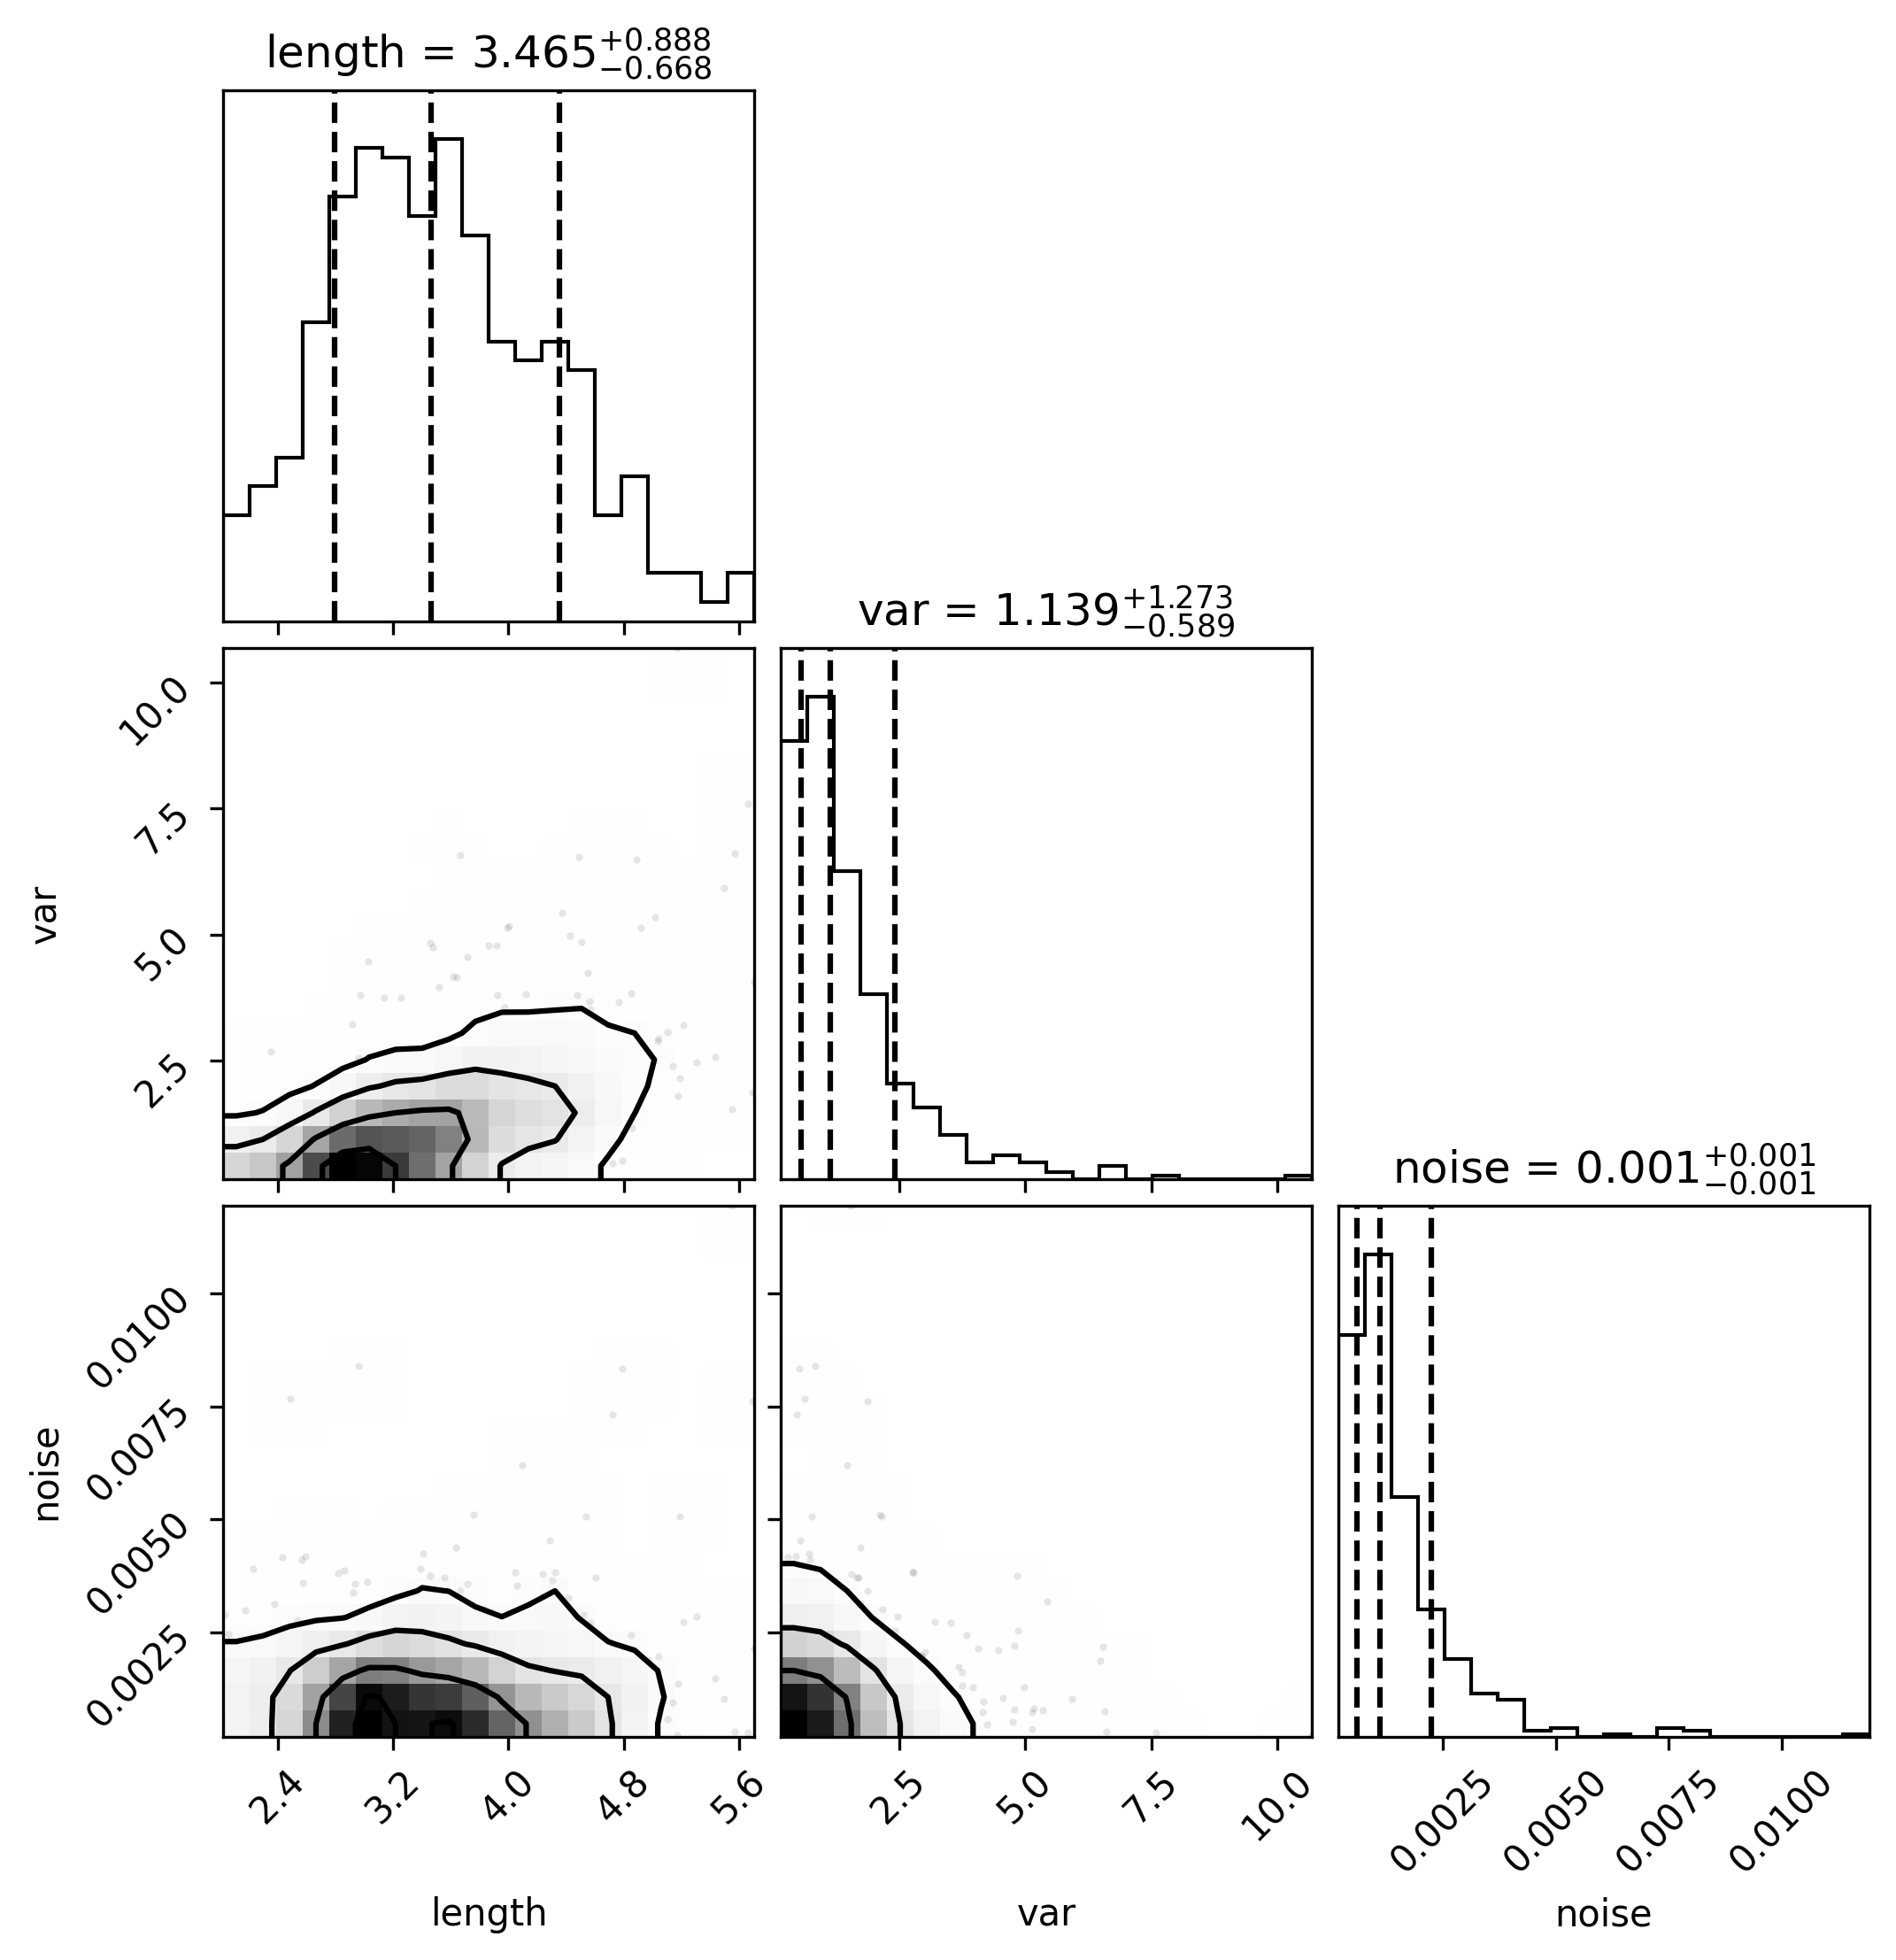 length = 3.465+0.888−0.668
var = 1.139+1.273−0.589
10.0
7.5
5.0
2.5
var
noise = 0.001+0.001−0.001
0.0100
0.0075
0.0050
0.0025
noise
2.4 3.2 4.0 4.8 5.6 2.5 5.0 7.5 10.0 0.0025 0.0050 0.0075 0.0100
length var noise